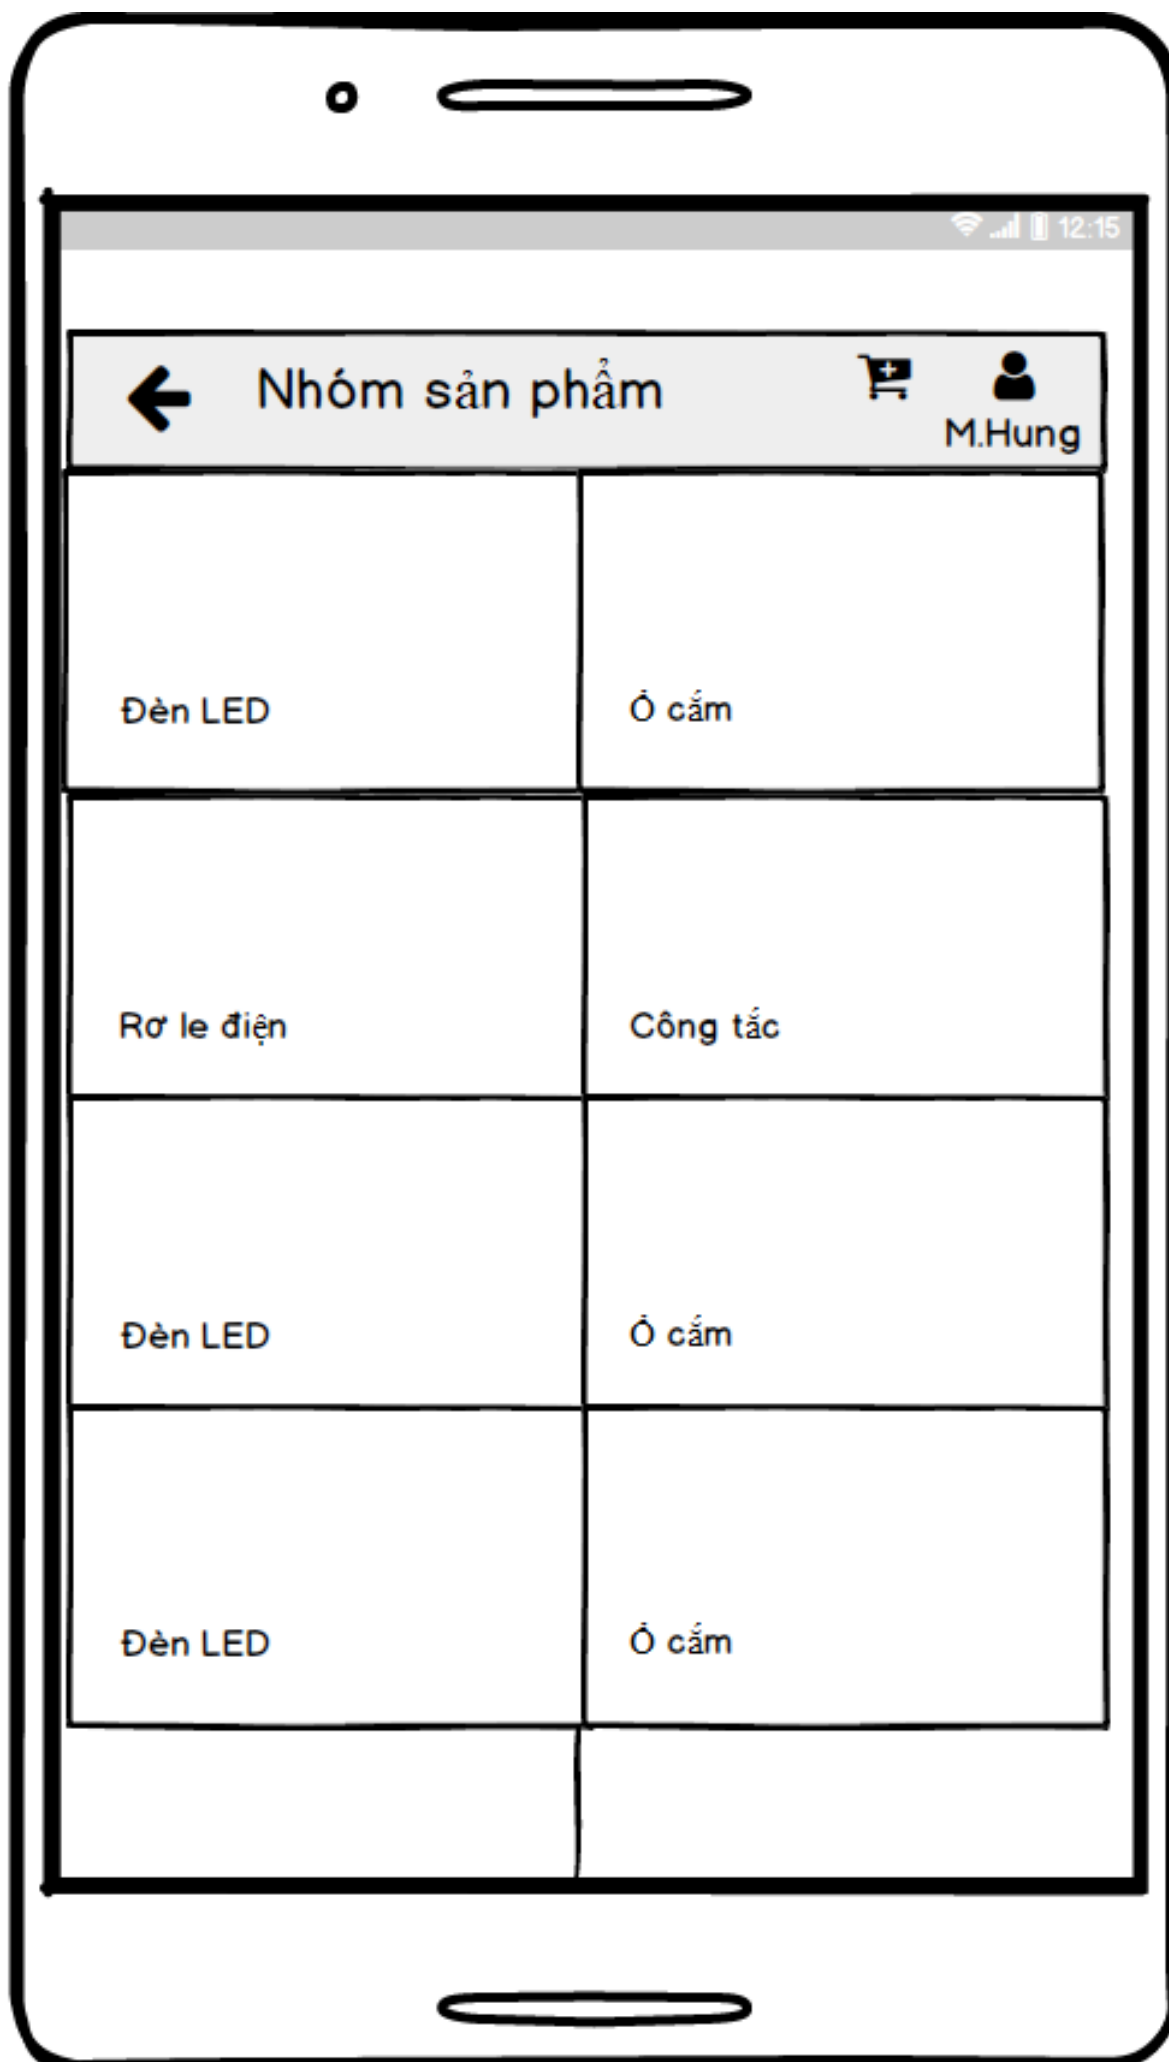 12:15
Nhóm sản phẩm
M.Hung
Đèn LED
Ổ cắm
Rơ le điện
Công tắc
Đèn LED
Ổ cắm
Đèn LED
Ổ cắm